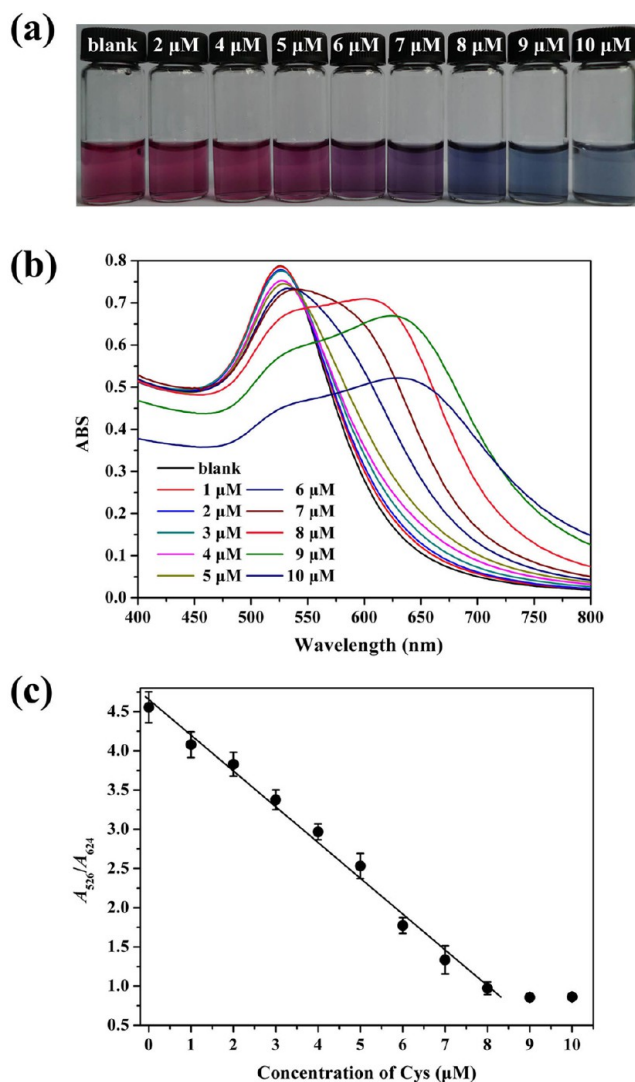 (a)
blank 2 µM 4 µM 5 µM 6 µM 7 µM 8 µM 9 µM 10 µM
(b)
0.8
0.7
0.6
0.5
0.4
0.3
0.2
0.1
0.0
ABS
blank
1 µM 6 µM
2 µM 7 µM
3 µM 8 µM
4 µM 9 µM
5 µM 10 µM
400 450 500 550 600 650 700 750 800
Wavelength (nm)
(c)
4.5
4.0
3.5
3.0
2.5
2.0
1.5
1.0
0.5
A526/A624
0 1 2 3 4 5 6 7 8 9 10
Concentration of Cys (µM)